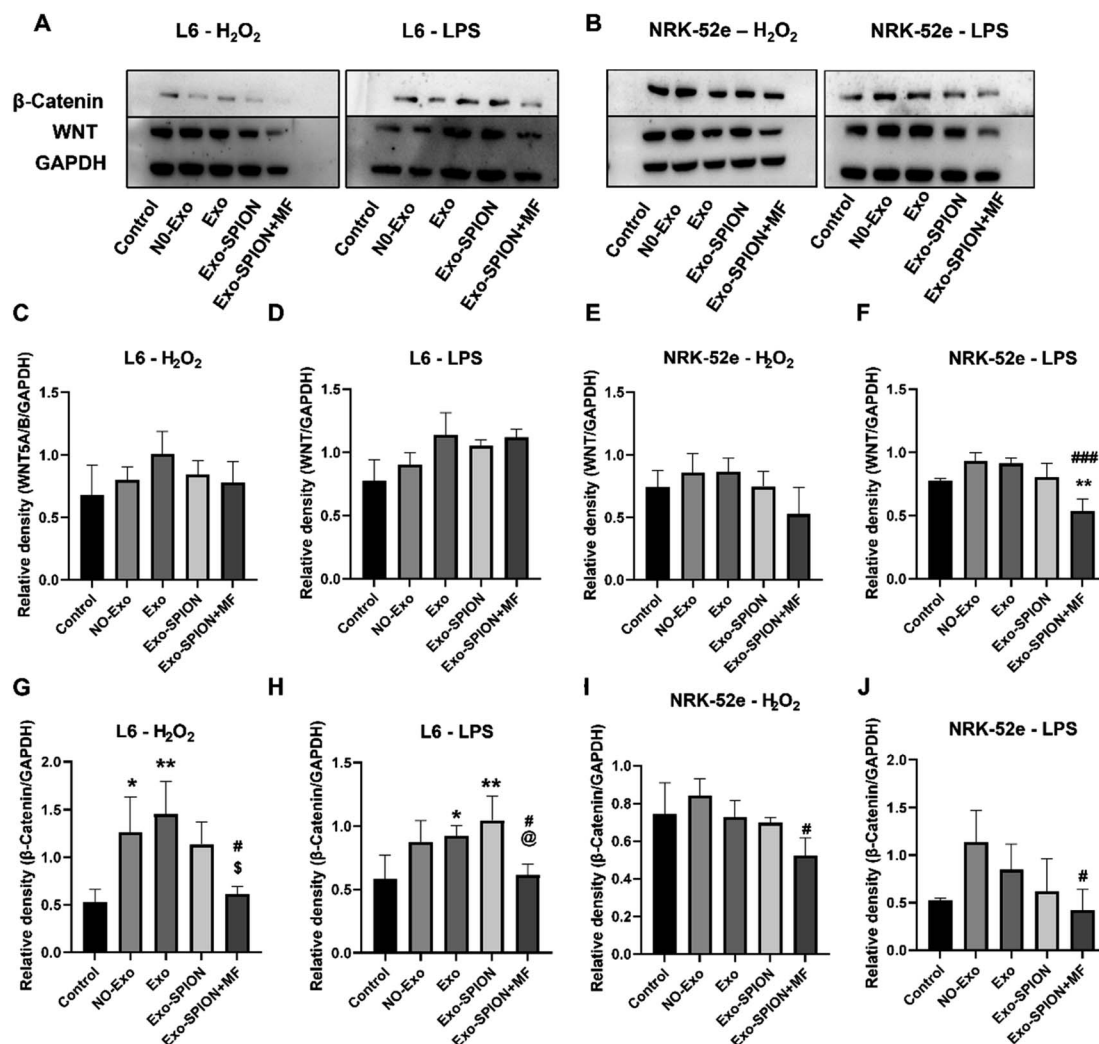 A
L6 - H₂O₂
L6 - LPS
B
NRK-52e – H₂O₂
NRK-52e - LPS
β-Catenin
WNT
GAPDH
Control
N0-Exo
Exo
Exo-SPION
Exo-SPION+MF
Control
N0-Exo
Exo
Exo-SPION
Exo-SPION+MF
Control
N0-Exo
Exo
Exo-SPION
Exo-SPION+MF
Control
N0-Exo
Exo
Exo-SPION
Exo-SPION+MF
C
L6 - H₂O₂
Relative density (WNT5A/B/GAPDH)
1.5
1.0
0.5
0.0
Control
NO-Exo
Exo
Exo-SPION
Exo-SPION+MF
D
L6 - LPS
Relative density (WNT/GAPDH)
1.5
1.0
0.5
0.0
Control
NO-Exo
Exo
Exo-SPION
Exo-SPION+MF
E
NRK-52e - H₂O₂
Relative density (WNT/GAPDH)
1.5
1.0
0.5
0.0
Control
NO-Exo
Exo
Exo-SPION
Exo-SPION+MF
F
NRK-52e - LPS
Relative density (WNT/GAPDH)
1.5
1.0
0.5
0.0
###
**
Control
NO-Exo
Exo
Exo-SPION
Exo-SPION+MF
G
L6 - H₂O₂
Relative density (β-Catenin/GAPDH)
2.0
1.5
1.0
0.5
0.0
*
**
#
$
Control
NO-Exo
Exo
Exo-SPION
Exo-SPION+MF
H
L6 - LPS
Relative density (β-Catenin/GAPDH)
1.5
1.0
0.5
0.0
*
**
#
@
Control
NO-Exo
Exo
Exo-SPION
Exo-SPION+MF
I
NRK-52e - H₂O₂
Relative density (β-Catenin/GAPDH)
1.0
0.8
0.6
0.4
0.2
0.0
#
Control
NO-Exo
Exo
Exo-SPION
Exo-SPION+MF
J
NRK-52e - LPS
Relative density (β-Catenin/GAPDH)
2.0
1.5
1.0
0.5
0.0
#
Control
NO-Exo
Exo
Exo-SPION
Exo-SPION+MF